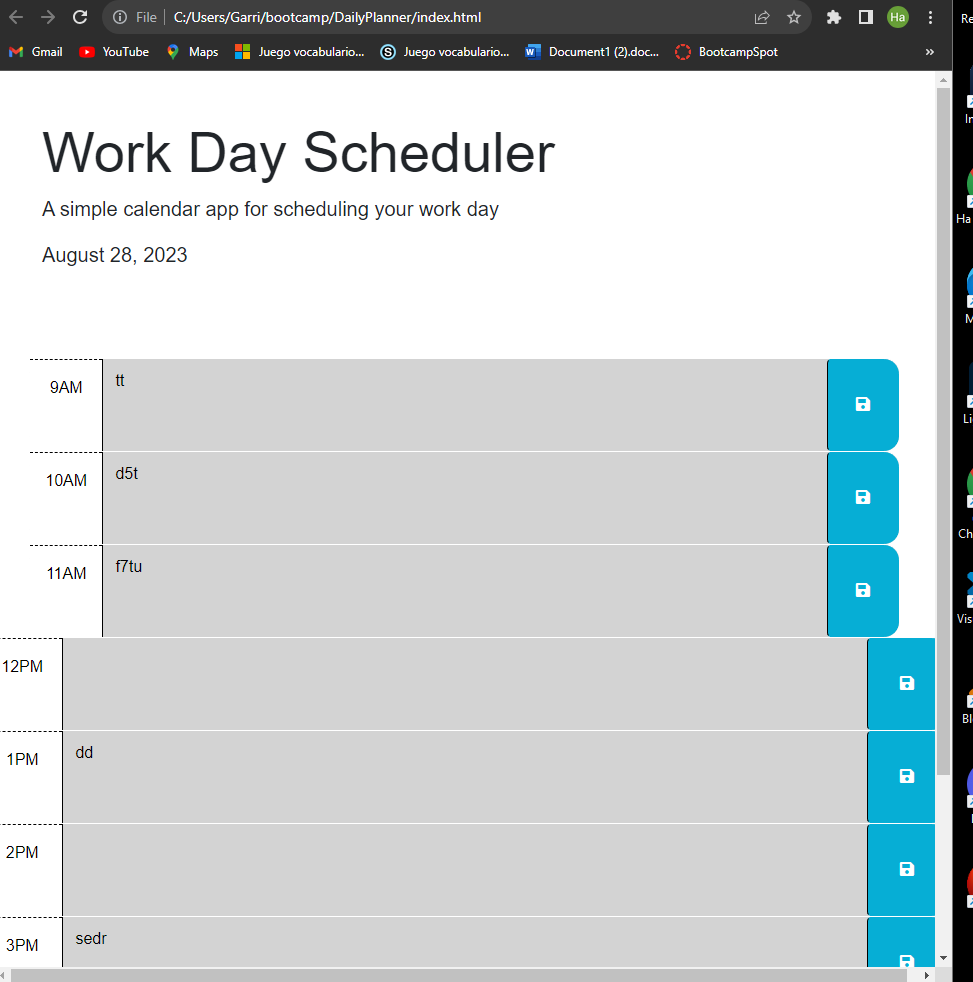 File C:/Users/Garri/bootcamp/DailyPlanner/index.html Ha
Gmail YouTube Maps Juego vocabulario... Juego vocabulario... Document1 (2).doc... BootcampSpot »
Work Day Scheduler
A simple calendar app for scheduling your work day
August 28, 2023
9AM tt
10AM d5t
11AM f7tu
12PM
1PM dd
2PM
3PM sedr